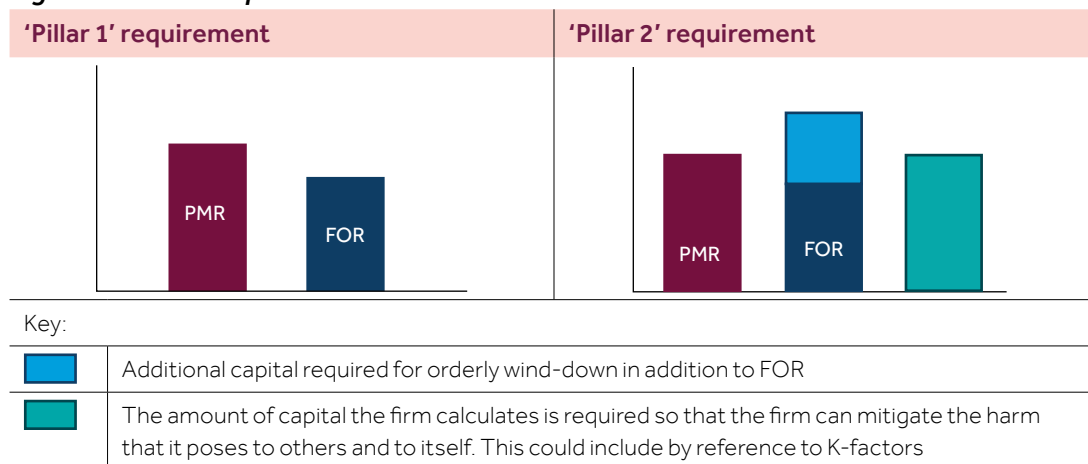 ‘Pillar 1’ requirement
‘Pillar 2’ requirement
PMR
FOR
PMR
FOR
Key:
Additional capital required for orderly wind-down in addition to FOR
The amount of capital the firm calculates is required so that the firm can mitigate the harm
that it poses to others and to itself. This could include by reference to K-factors